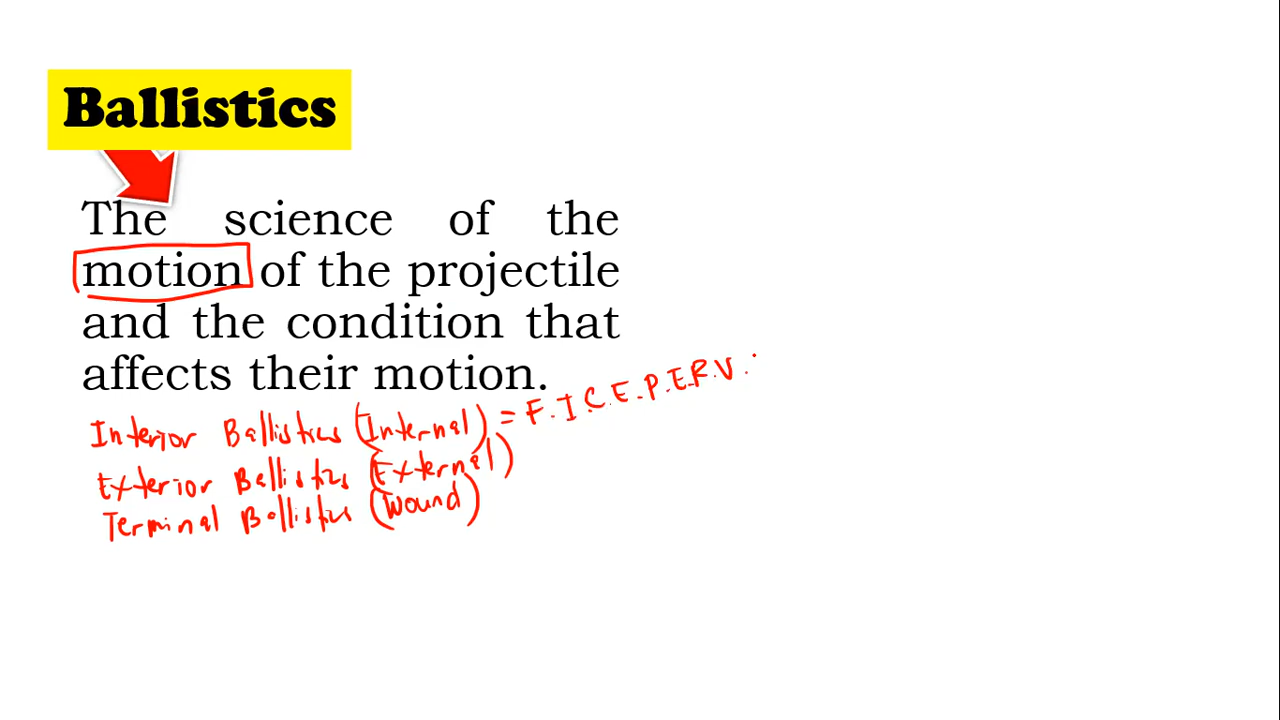 Ballistics
The science of the
motion of the projectile
and the condition that
affects their motion.
Interior Ballistics (Internal) = F. I. C. E. P. E. R. V.
Exterior Ballistics (External)
Terminal Ballistics (Wound)